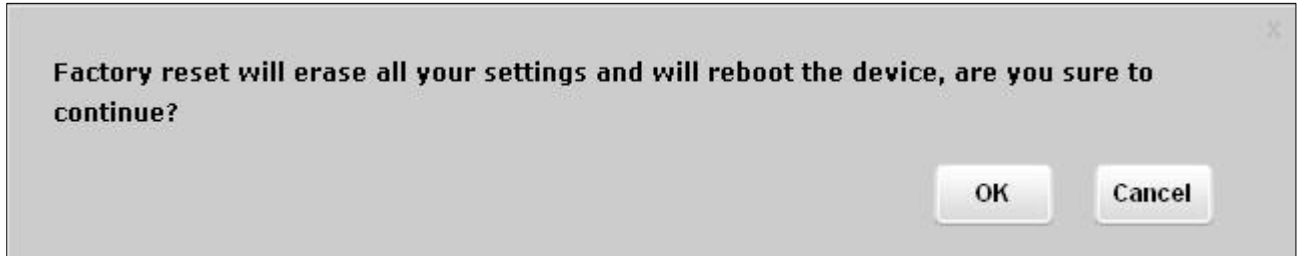 x
Factory reset will erase all your settings and will reboot the device, are you sure to
continue?
OK Cancel